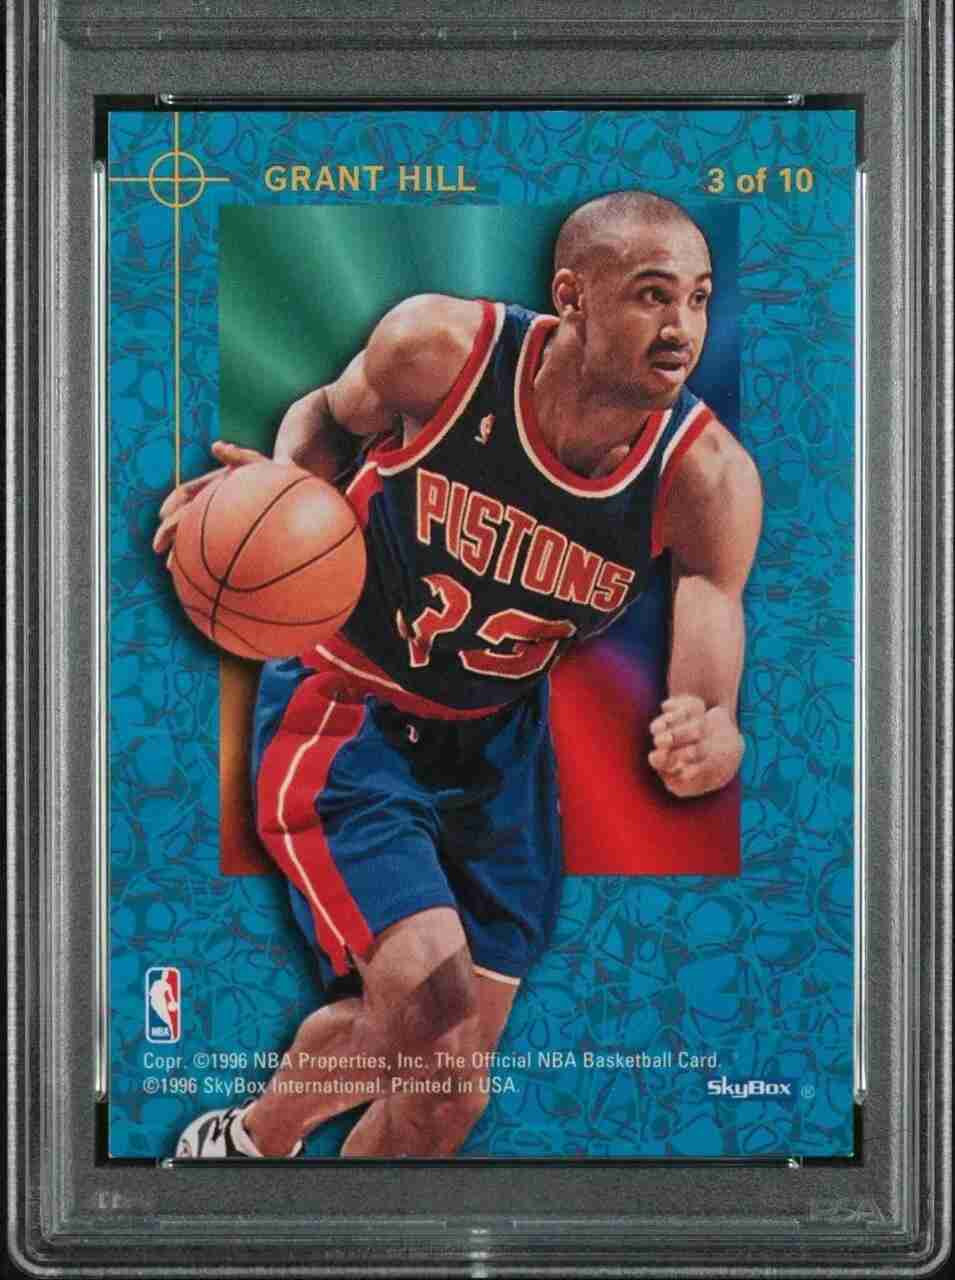 GRANT HILL 3 of 10
PISTONS
33
NBA
Copr. ©1996 NBA Properties, Inc. The Official NBA Basketball Card.
©1996 SkyBox International. Printed in USA.
SkyBox ®
PSA